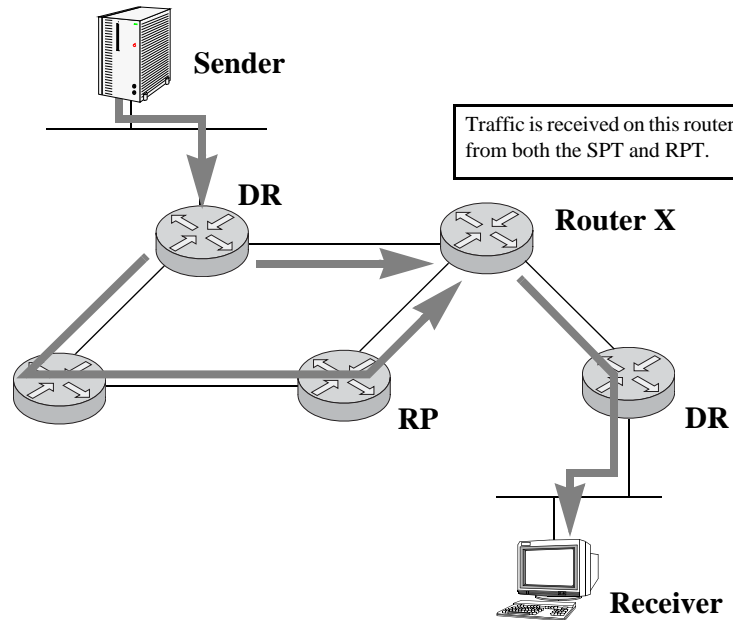 Sender
Traffic is received on this router
from both the SPT and RPT.
DR
Router X
RP
DR
Receiver